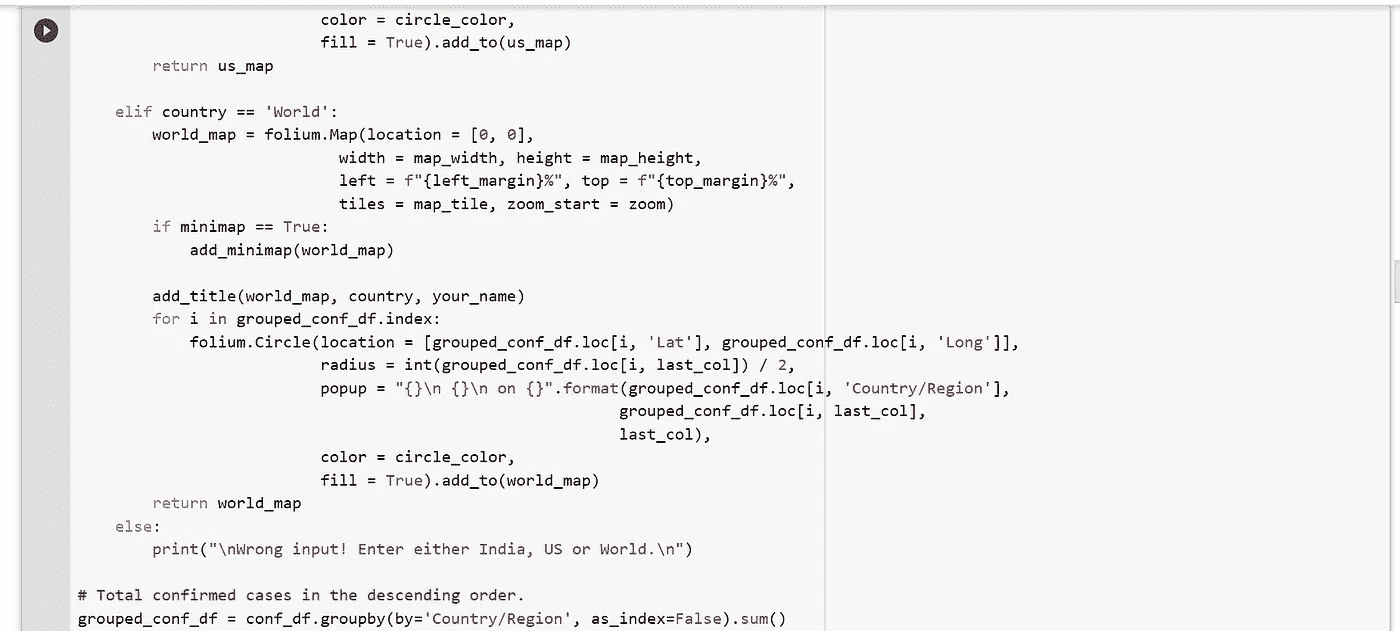 color = circle_color,
fill = True).add_to(us_map)
return us_map
elif country == 'World':
world_map = folium.Map(location = [0, 0],
width = map_width, height = map_height,
left = f"{left_margin}%", top = f"{top_margin}%",
tiles = map_tile, zoom_start = zoom)
if minimap == True:
add_minimap(world_map)
add_title(world_map, country, your_name)
for i in grouped_conf_df.index:
folium.Circle(location = [grouped_conf_df.loc[i, 'Lat'], grouped_conf_df.loc[i, 'Long']],
radius = int(grouped_conf_df.loc[i, last_col]) / 2,
popup = "{}\n {}\n on {}".format(grouped_conf_df.loc[i, 'Country/Region'],
grouped_conf_df.loc[i, last_col],
last_col),
color = circle_color,
fill = True).add_to(world_map)
return world_map
else:
print("\nWrong input! Enter either India, US or World.\n")
# Total confirmed cases in the descending order.
grouped_conf_df = conf_df.groupby(by='Country/Region', as_index=False).sum()